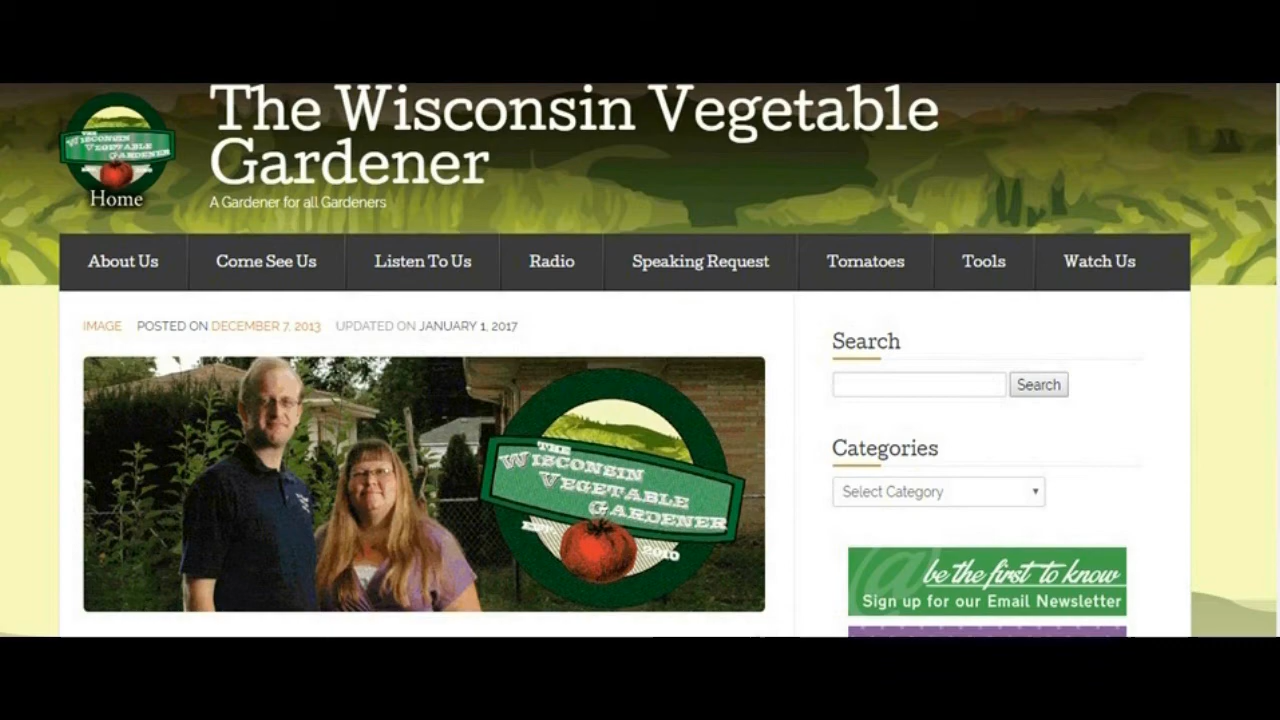 The Wisconsin Vegetable
Gardener
A Gardener for all Gardeners
THE
WISCONSIN
VEGETABLE
GARDENER
Home
About Us
Come See Us
Listen To Us
Radio
Speaking Request
Tomatoes
Tools
Watch Us
IMAGE POSTED ON DECEMBER 7, 2013 UPDATED ON JANUARY 1, 2017
THE
WISCONSIN
VEGETABLE
GARDENER
EST. 2010
Search
Search
Categories
Select Category
be the first to know
Sign up for our Email Newsletter